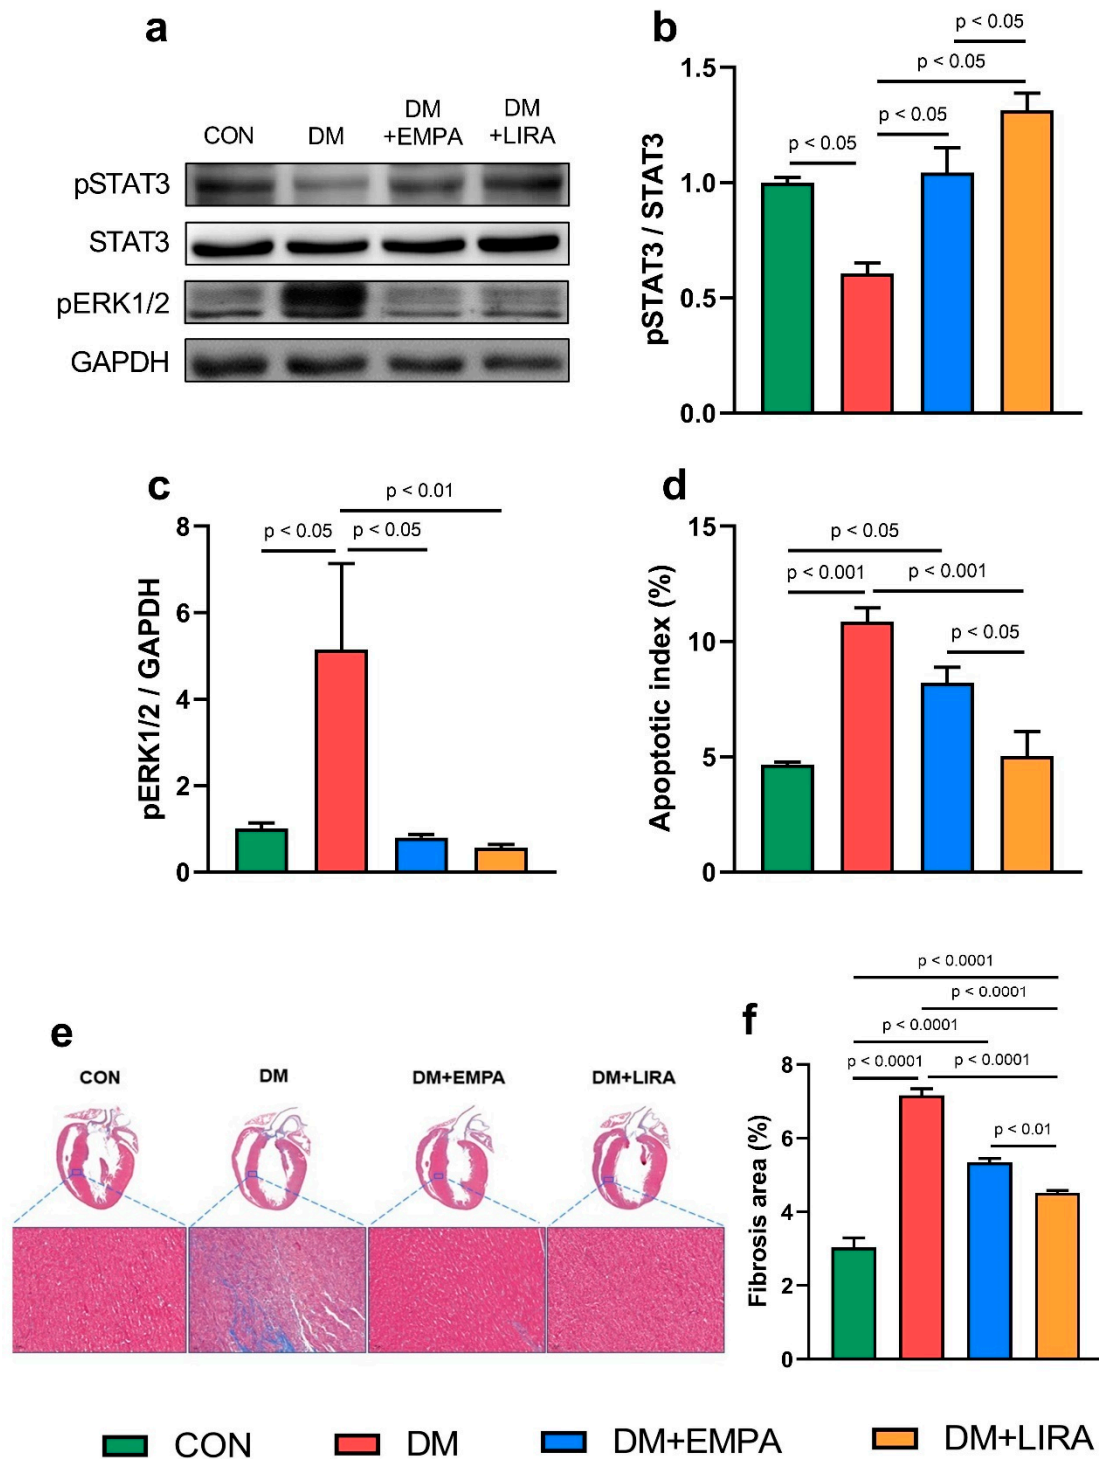 a
CON
DM
DM
+EMPA
DM
+LIRA
pSTAT3
STAT3
pERK1/2
GAPDH
b
p < 0.05
p < 0.05
p < 0.05
p < 0.05
pSTAT3 / STAT3
1.5
1.0
0.5
0.0
c
p < 0.01
p < 0.05
p < 0.05
pERK1/2 / GAPDH
8
6
4
2
0
d
p < 0.05
p < 0.001
p < 0.001
p < 0.05
Apoptotic index (%)
15
10
5
0
e
CON
DM
DM+EMPA
DM+LIRA
f
p < 0.0001
p < 0.0001
p < 0.0001
p < 0.0001
p < 0.0001
p < 0.01
Fibrosis area (%)
8
6
4
2
0
CON
DM
DM+EMPA
DM+LIRA